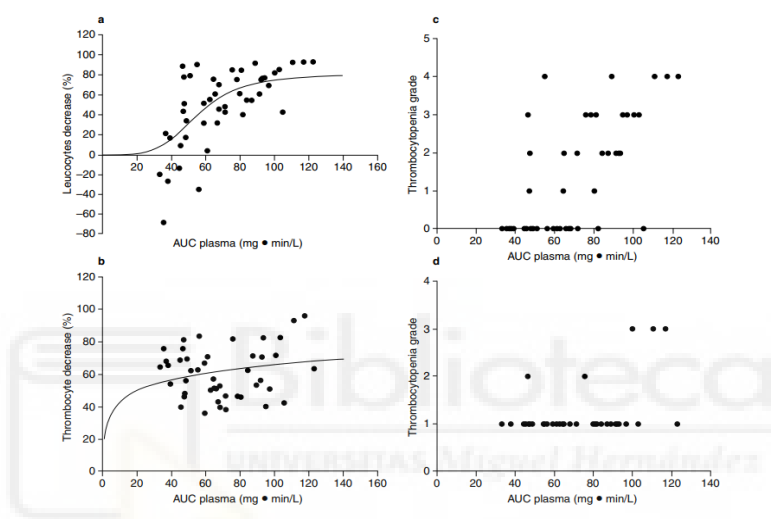 a
Leucocytes decrease (%)
120
100
80
60
40
20
0
−20
−40
−60
−80
20 40 60 80 100 120 140 160
AUC plasma (mg • min/L)
b
Thrombocyte decrease (%)
120
100
80
60
40
20
0
0 20 40 60 80 100 120 140 160
AUC plasma (mg • min/L)
c
Thrombocytopenia grade
5
4
3
2
1
0
0 20 40 60 80 100 120 140
AUC plasma (mg • min/L)
d
Thrombocytopenia grade
4
3
2
1
0
0 20 40 60 80 100 120 140
AUC plasma (mg • min/L)
Biblioteca
UNIVERSITAS Miguel Hernández